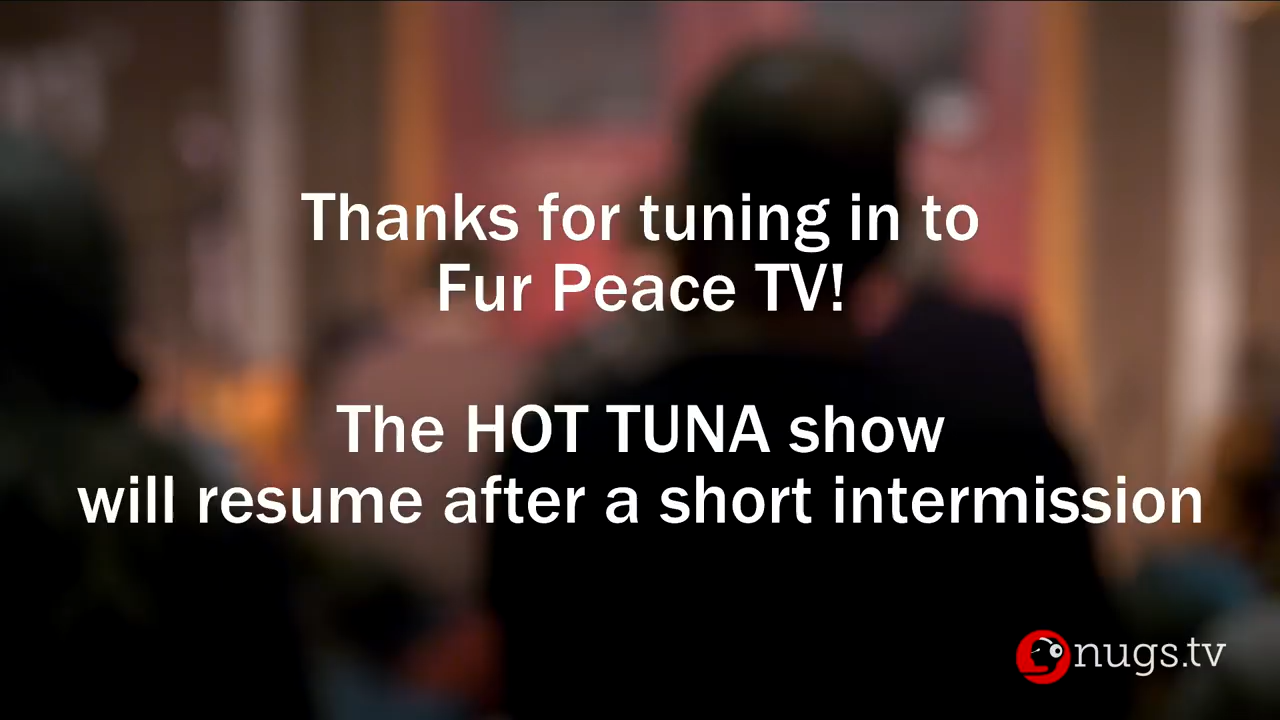 Thanks for tuning in to
Fur Peace TV!
The HOT TUNA show
will resume after a short intermission
nugs.tv